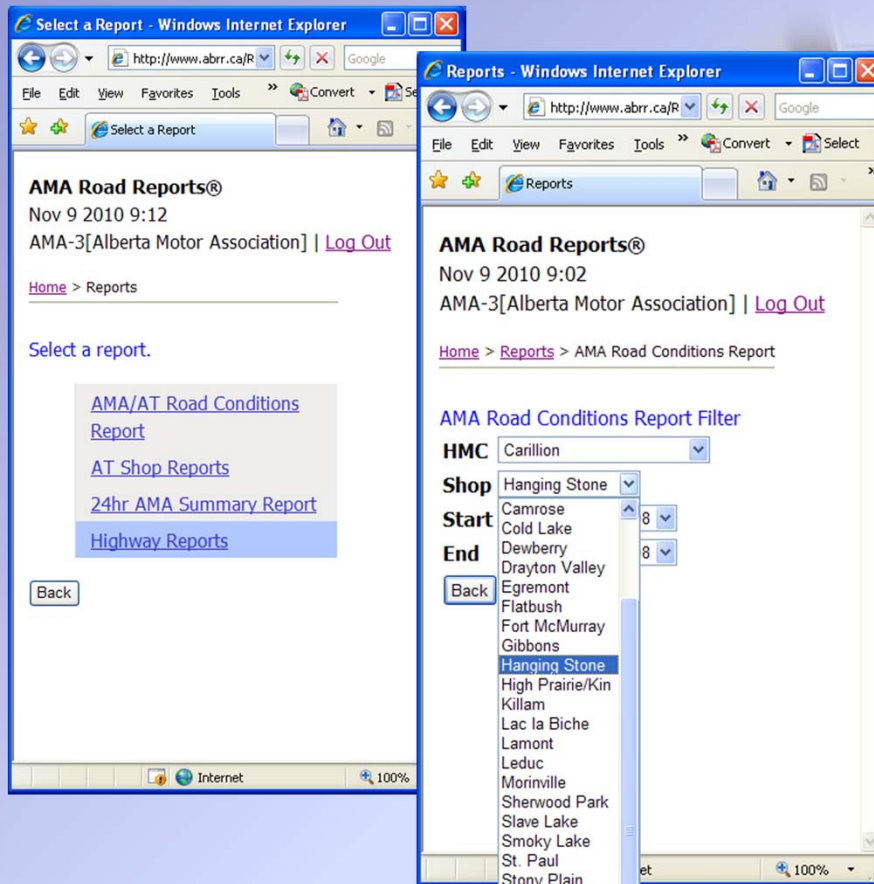 Select a Report - Windows Internet Explorer
http://www.abrr.ca/R
Google
File Edit View Favorites Tools » Convert Se
Select a Report
AMA Road Reports®
Nov 9 2010 9:12
AMA-3[Alberta Motor Association] | Log Out
Home > Reports
Select a report.
AMA/AT Road Conditions
Report
AT Shop Reports
24hr AMA Summary Report
Highway Reports
Back
Internet
100%
Reports - Windows Internet Explorer
http://www.abrr.ca/R
Google
File Edit View Favorites Tools » Convert Select
Reports »
AMA Road Reports®
Nov 9 2010 9:02
AMA-3[Alberta Motor Association] | Log Out
Home > Reports > AMA Road Conditions Report
AMA Road Conditions Report Filter
HMC Carillion
Shop Hanging Stone
Start 8
End 8
Back
Camrose
Cold Lake
Dewberry
Drayton Valley
Egremont
Flatbush
Fort McMurray
Gibbons
Hanging Stone
High Prairie/Kin
Killam
Lac la Biche
Lamont
Leduc
Morinville
Sherwood Park
Slave Lake
Smoky Lake
St. Paul
Stony Plain
et
100%